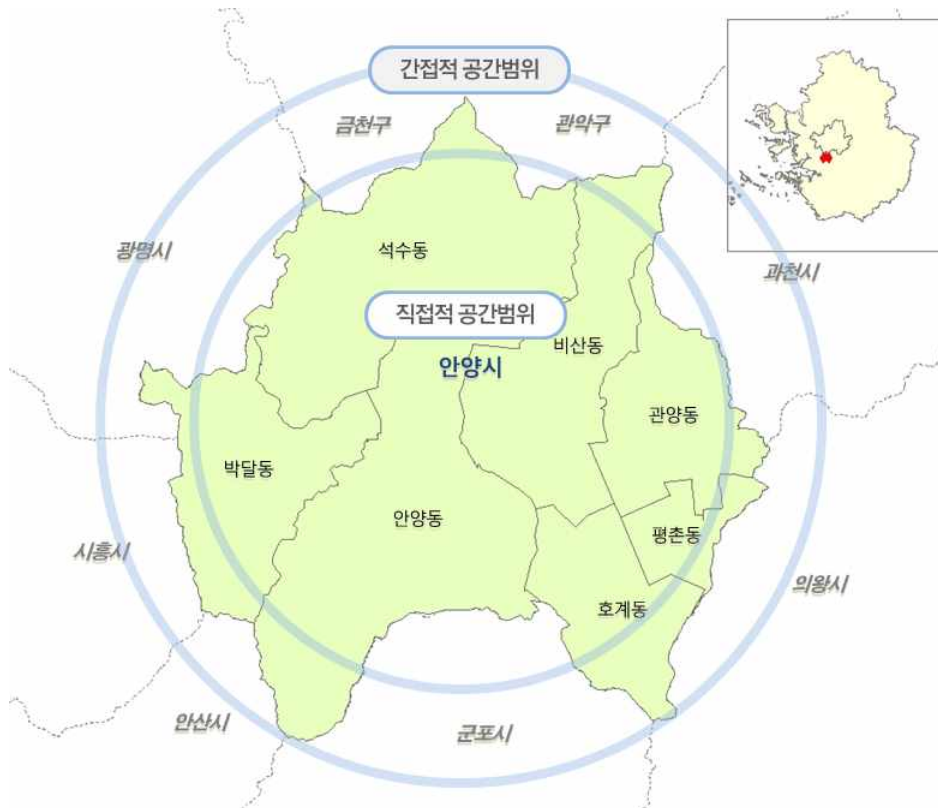 간접적 공간범위
금천구
관악구
석수동
광명시
과천시
직접적 공간범위
비산동
안양시
관양동
박달동
안양동
평촌동
시흥시
의왕시
호계동
안산시
군포시